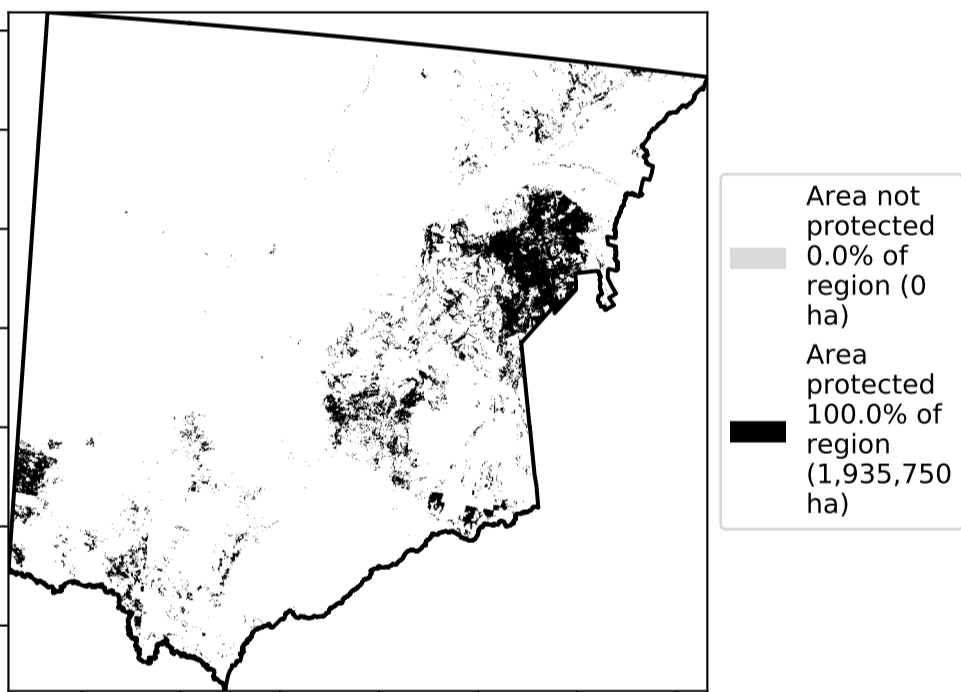 Area not
protected
0.0% of
region (0
ha)
Area
protected
100.0% of
region
(1,935,750
ha)